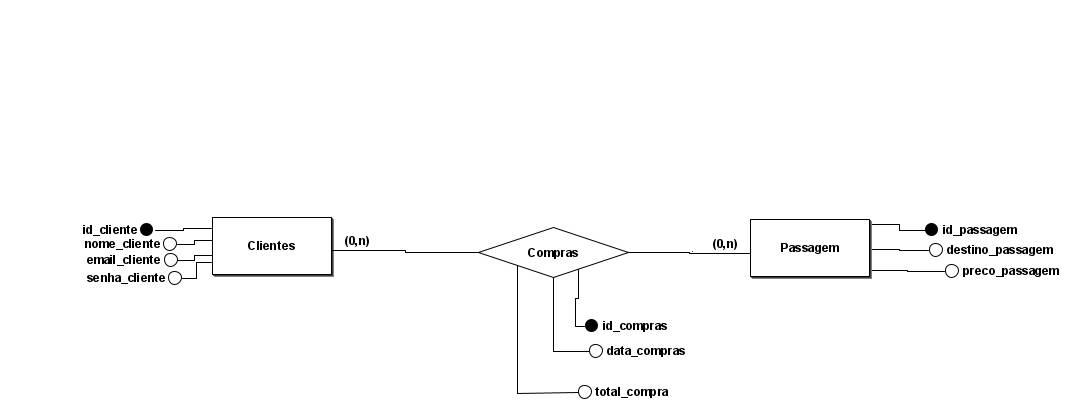 id_cliente
nome_cliente
email_cliente
senha_cliente
Clientes
(0,n)
Compras
(0,n)
Passagem
id_passagem
destino_passagem
preco_passagem
id_compras
data_compras
total_compra